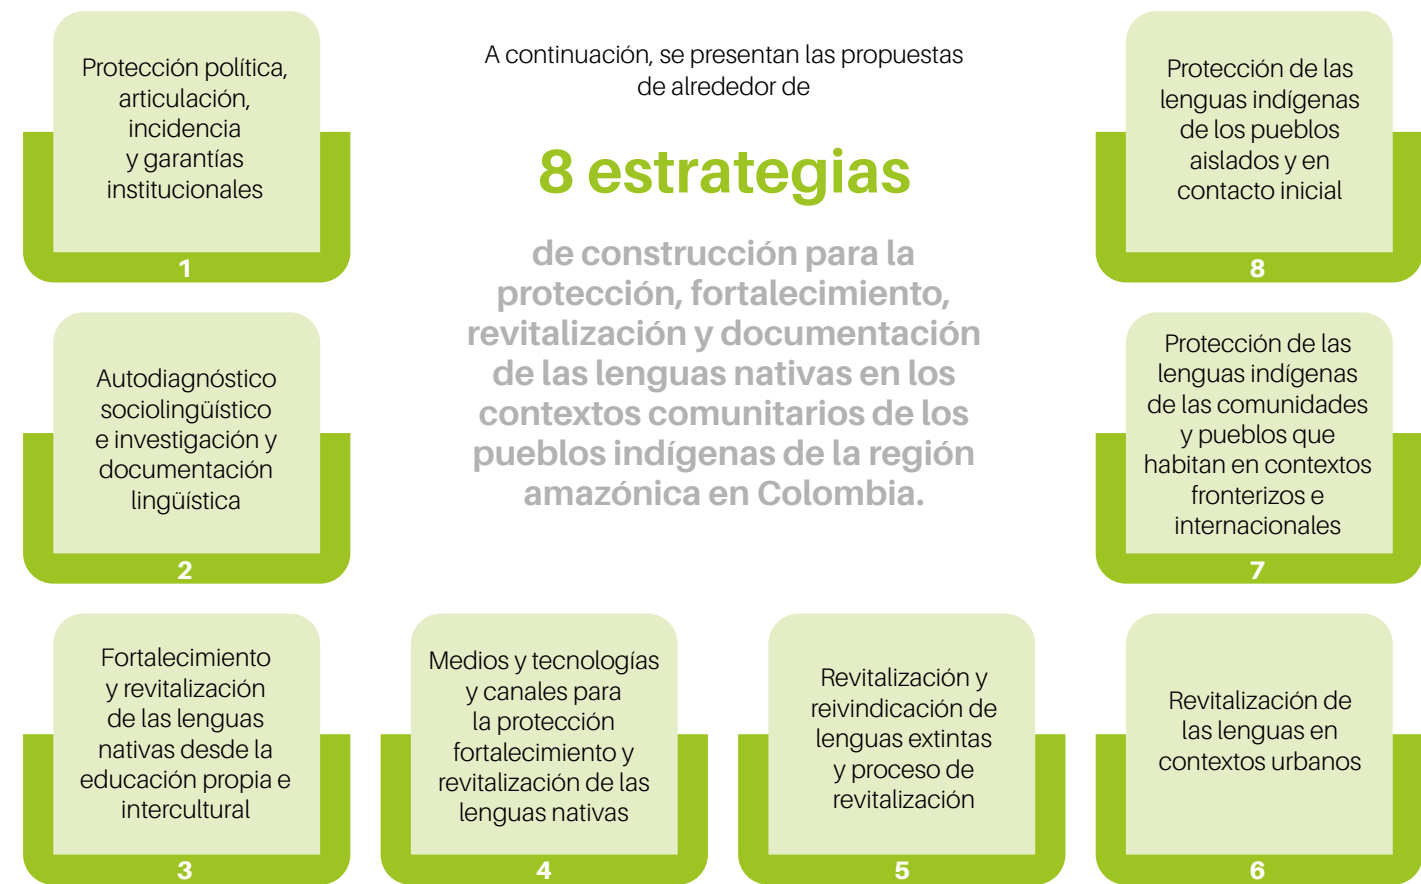 A continuación, se presentan las propuestas
de alrededor de
8 estrategias
de construcción para la
protección, fortalecimiento,
revitalización y documentación
de las lenguas nativas en los
contextos comunitarios de los
pueblos indígenas de la región
amazónica en Colombia.
Protección política,
articulación,
incidencia
y garantías
institucionales
1
Autodiagnóstico
sociolingüístico
e investigación y
documentación
lingüística
2
Fortalecimiento
y revitalización
de las lenguas
nativas desde la
educación propia e
intercultural
3
Medios y tecnologías
y canales para
la protección
fortalecimiento y
revitalización de las
lenguas nativas
4
Revitalización y
reivindicación de
lenguas extintas
y proceso de
revitalización
5
Revitalización de
las lenguas en
contextos urbanos
6
Protección de las
lenguas indígenas
de las comunidades
y pueblos que
habitan en contextos
fronterizos e
internacionales
7
Protección de las
lenguas indígenas
de los pueblos
aislados y en
contacto inicial
8